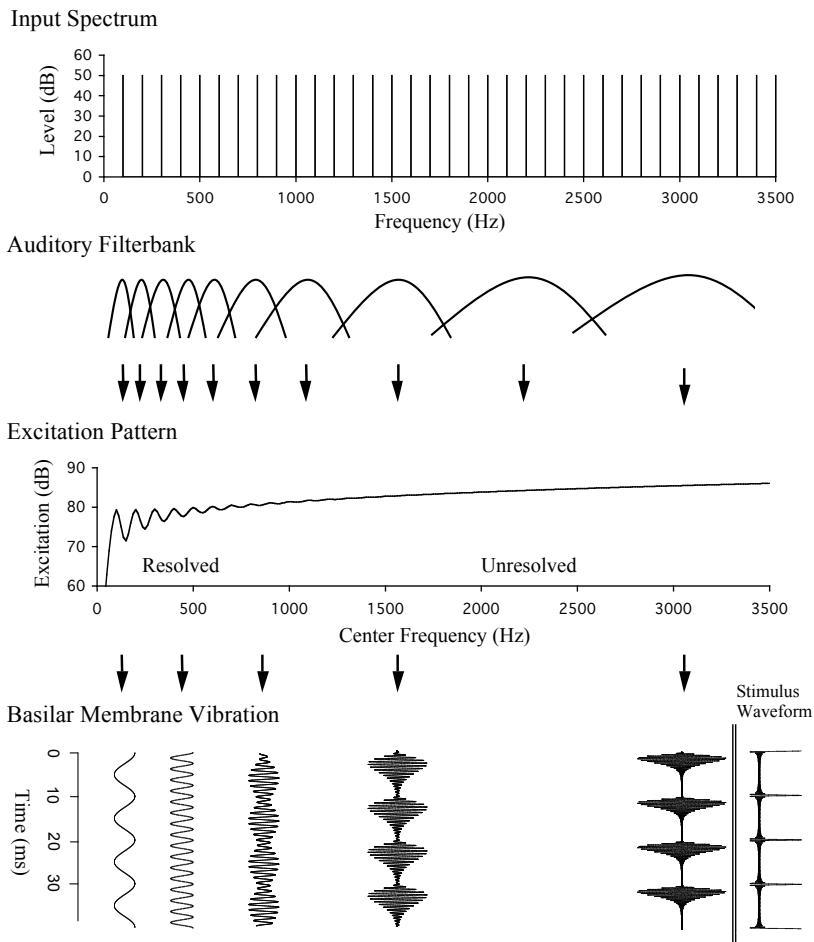 Input Spectrum
Level (dB)
60
50
40
30
20
10
0
0 500 1000 1500 2000 2500 3000 3500
Frequency (Hz)
Auditory Filterbank
Excitation Pattern
Excitation (dB)
90
80
70
60
Resolved Unresolved
0 500 1000 1500 2000 2500 3000 3500
Center Frequency (Hz)
Basilar Membrane Vibration
Stimulus
Waveform
Time (ms)
0
10
20
30